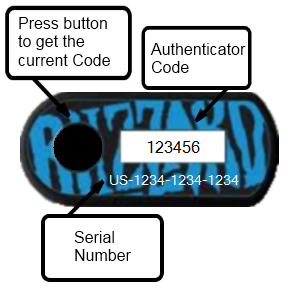 Press button
to get the
current Code
Authenticator
Code
BLIZZARD
123456
US-1234-1234-1234
Serial
Number